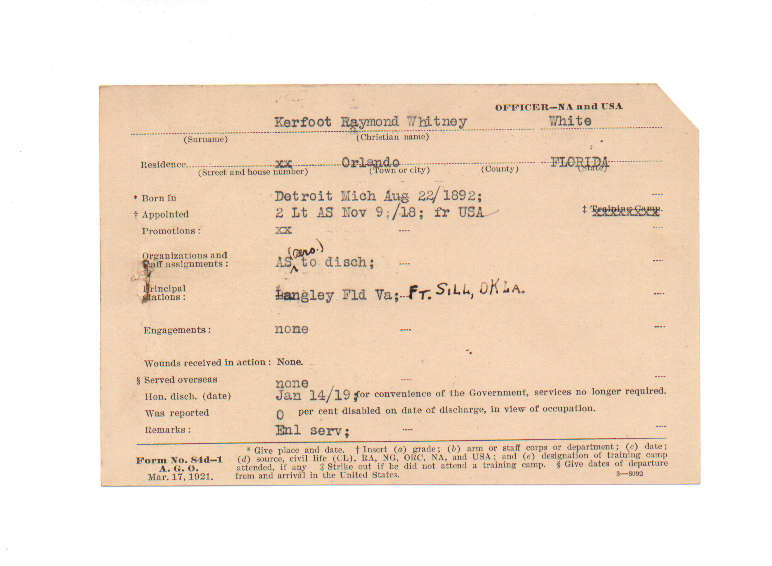 OFFICER—NA and USA
Kerfoot Raymond Whitney White
(Surname) (Christian name)
Residence xx Orlando FLORIDA
(Street and house number) (Town or city) (County) (State)
* Born in Detroit Mich Aug 22/1892;
† Appointed 2 Lt AS Nov 9;/18; fr USA ‡ Training Camp
Promotions: xx
(aero.)
Organizations and
staff assignments: AS to disch;
Principal
stations: Langley Fld Va; FT. SILL, OKLA.
Engagements: none
Wounds received in action: None.
§ Served overseas none
Hon. disch. (date) Jan 14/19; for convenience of the Government, services no longer required.
Was reported 0 per cent disabled on date of discharge, in view of occupation.
Remarks: Enl serv;
Form No. 84d—1
A. G. O.
Mar. 17, 1921.
* Give place and date. † Insert (a) grade; (b) arm or staff corps or department; (c) date;
(d) source, civil life (CL), RA, NG, ORC, NA, and USA; and (e) designation of training camp
attended, if any ‡ Strike out if he did not attend a training camp. § Give dates of departure
from and arrival in the United States. 3—8092